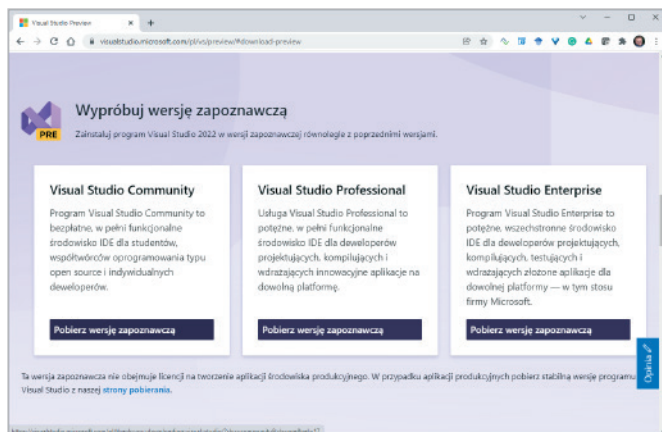 Visual Studio Preview
visualstudio.microsoft.com/pl/vs/preview/#download-preview
PRE
Wypróbuj wersję zapoznawczą
Zainstaluj program Visual Studio 2022 w wersji zapoznawczej równolegle z poprzednimi wersjami.
Visual Studio Community
Program Visual Studio Community to
bezpłatne, w pełni funkcjonalne
środowisko IDE dla studentów,
współtwórców oprogramowania typu
open source i indywidualnych
deweloperów.
Pobierz wersję zapoznawczą
Visual Studio Professional
Usługa Visual Studio Professional to
potężne, w pełni funkcjonalne
środowisko IDE dla deweloperów
projektujących, kompilujących i
wdrażających innowacyjne aplikacje na
dowolną platformę.
Pobierz wersję zapoznawczą
Visual Studio Enterprise
Program Visual Studio Enterprise to
potężne, wszechstronne środowisko
IDE dla deweloperów projektujących,
kompilujących, testujących i
wdrażających złożone aplikacje dla
dowolnej platformy — w tym stosu
firmy Microsoft.
Pobierz wersję zapoznawczą
Opinia
Ta wersja zapoznawcza nie obejmuje licencji na tworzenie aplikacji środowiska produkcyjnego. W przypadku aplikacji produkcyjnych pobierz stabilną wersję programu
Visual Studio z naszej strony pobierania.